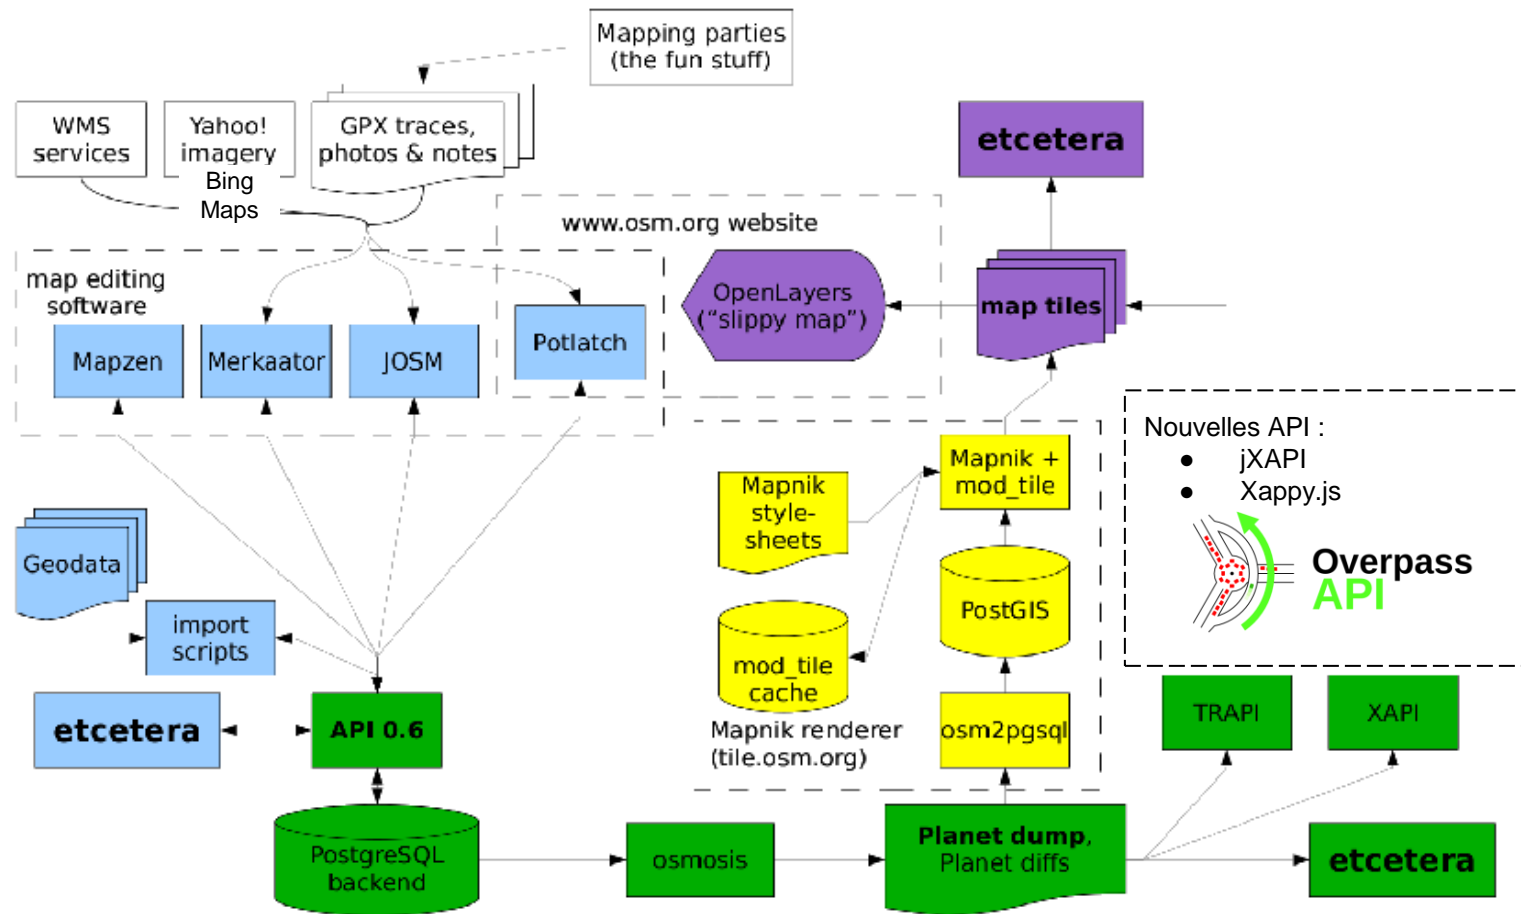 Mapping parties
(the fun stuff)
WMS
services
Yahoo!
imagery
Bing
Maps
GPX traces,
photos & notes
etcetera
www.osm.org website
map editing
software
OpenLayers
("slippy map")
map tiles
Mapzen
Merkaator
JOSM
Potlatch
Nouvelles API :
● jXAPI
● Xappy.js
Overpass
API
Mapnik
style-
sheets
Mapnik +
mod_tile
Geodata
PostGIS
import
scripts
mod_tile
cache
etcetera
API 0.6
Mapnik renderer
(tile.osm.org)
osm2pgsql
TRAPI
XAPI
PostgreSQL
backend
osmosis
Planet dump,
Planet diffs
etcetera